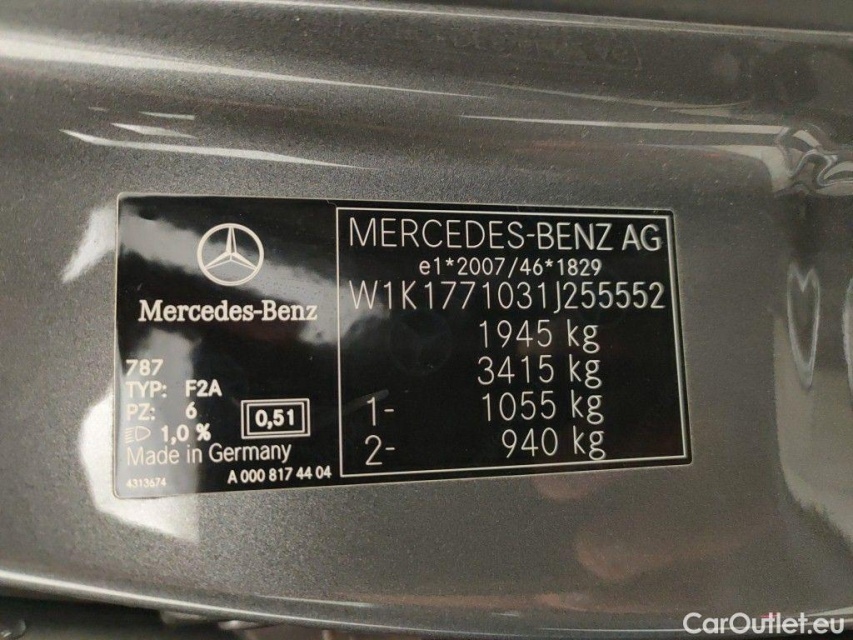 Mercedes-Benz
787
TYP: F2A
PZ: 6
0,51
1,0 %
Made in Germany
4313674
A 000 817 44 04
MERCEDES-BENZ AG
e1*2007/46*1829
W1K1771031J255552
1945 kg
3415 kg
1- 1055 kg
2- 940 kg
CarOutlet.eu